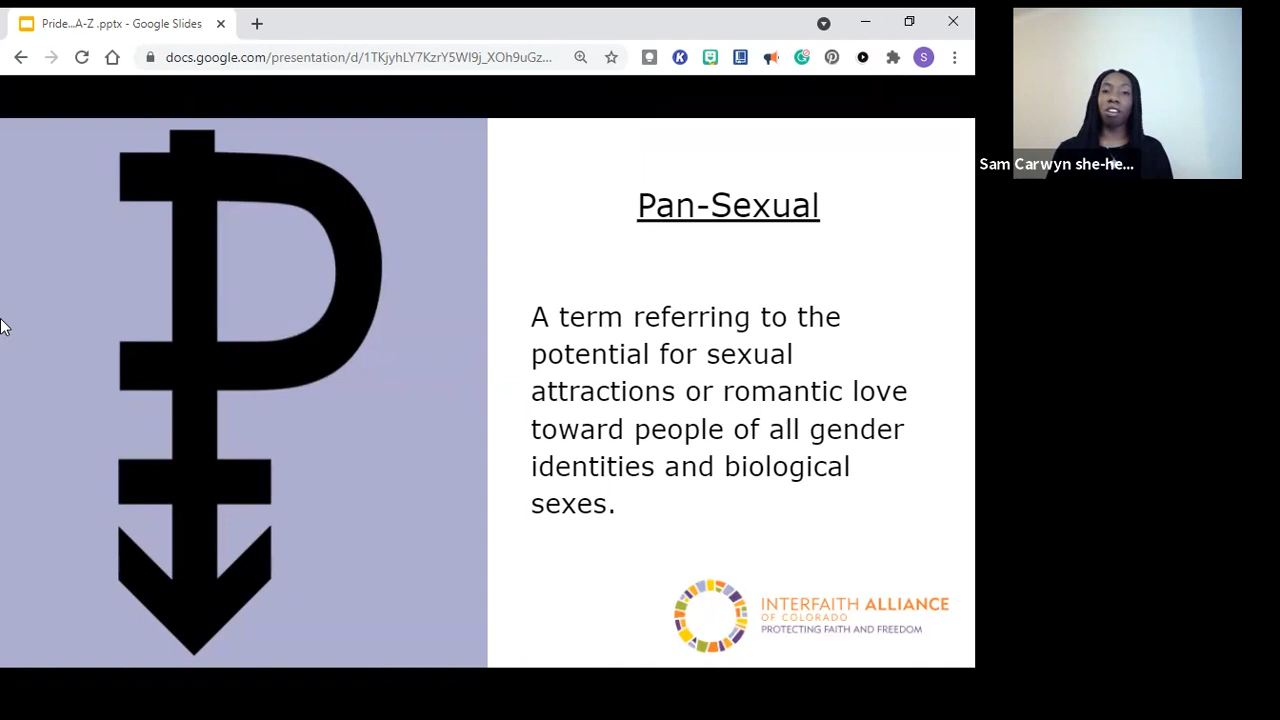 Pride...A-Z .pptx - Google Slides
docs.google.com/presentation/d/1TKjyhLY7KzrY5Wl9j_XOh9uGz...
S
Pan-Sexual
A term referring to the
potential for sexual
attractions or romantic love
toward people of all gender
identities and biological
sexes.
INTERFAITH ALLIANCE
OF COLORADO
PROTECTING FAITH AND FREEDOM
Sam Carwyn she-he...